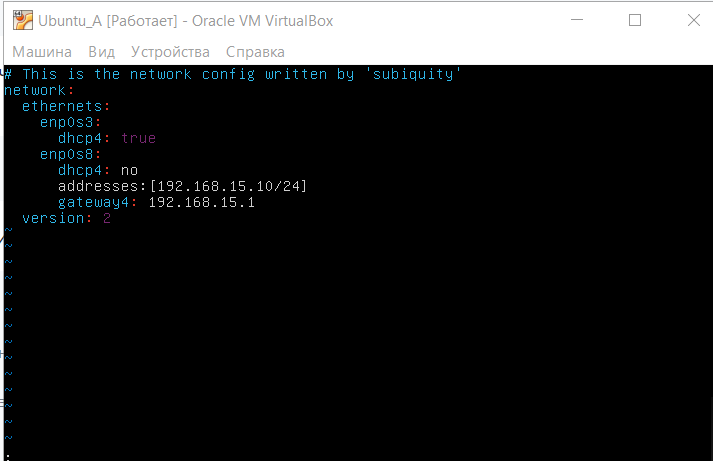 Ubuntu_A [Работает] - Oracle VM VirtualBox
Машина Вид Устройства Справка
# This is the network config written by 'subiquity'
network:
  ethernets:
    enp0s3:
      dhcp4: true
    enp0s8:
      dhcp4: no
      addresses:[192.168.15.10/24]
      gateway4: 192.168.15.1
  version: 2
~
~
~
~
~
~
~
~
~
~
~
~
~
~
: